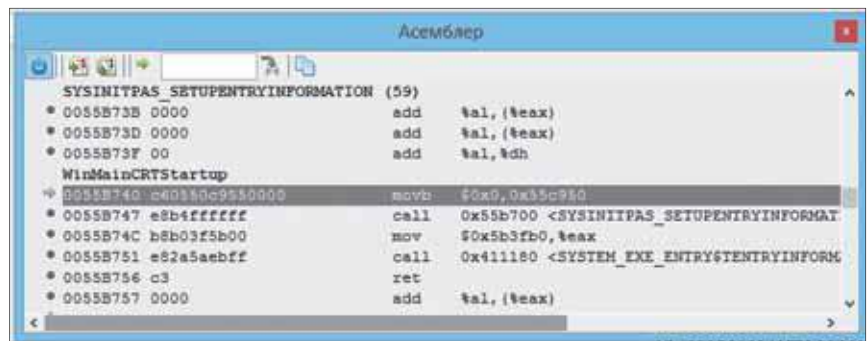 Асемблер
SYSINITPAS_SETUPENTRYINFORMATION (59)
0055B73B 0000 add %al,(%eax)
0055B73D 0000 add %al,(%eax)
0055B73F 00 add %al,%dh
WinMainCRTStartup
0055B740 c60550c9550000 movb $0x0,0x55c950
0055B747 e8b4ffffff call 0x55b700 <SYSINITPAS_SETUPENTRYINFORMAT
0055B74C b8b03f5b00 mov $0x5b3fb0,%eax
0055B751 e82a5aebff call 0x411180 <SYSTEM_EXE_ENTRY$TENTRYINFORM
0055B756 c3 ret
0055B757 0000 add %al,(%eax)